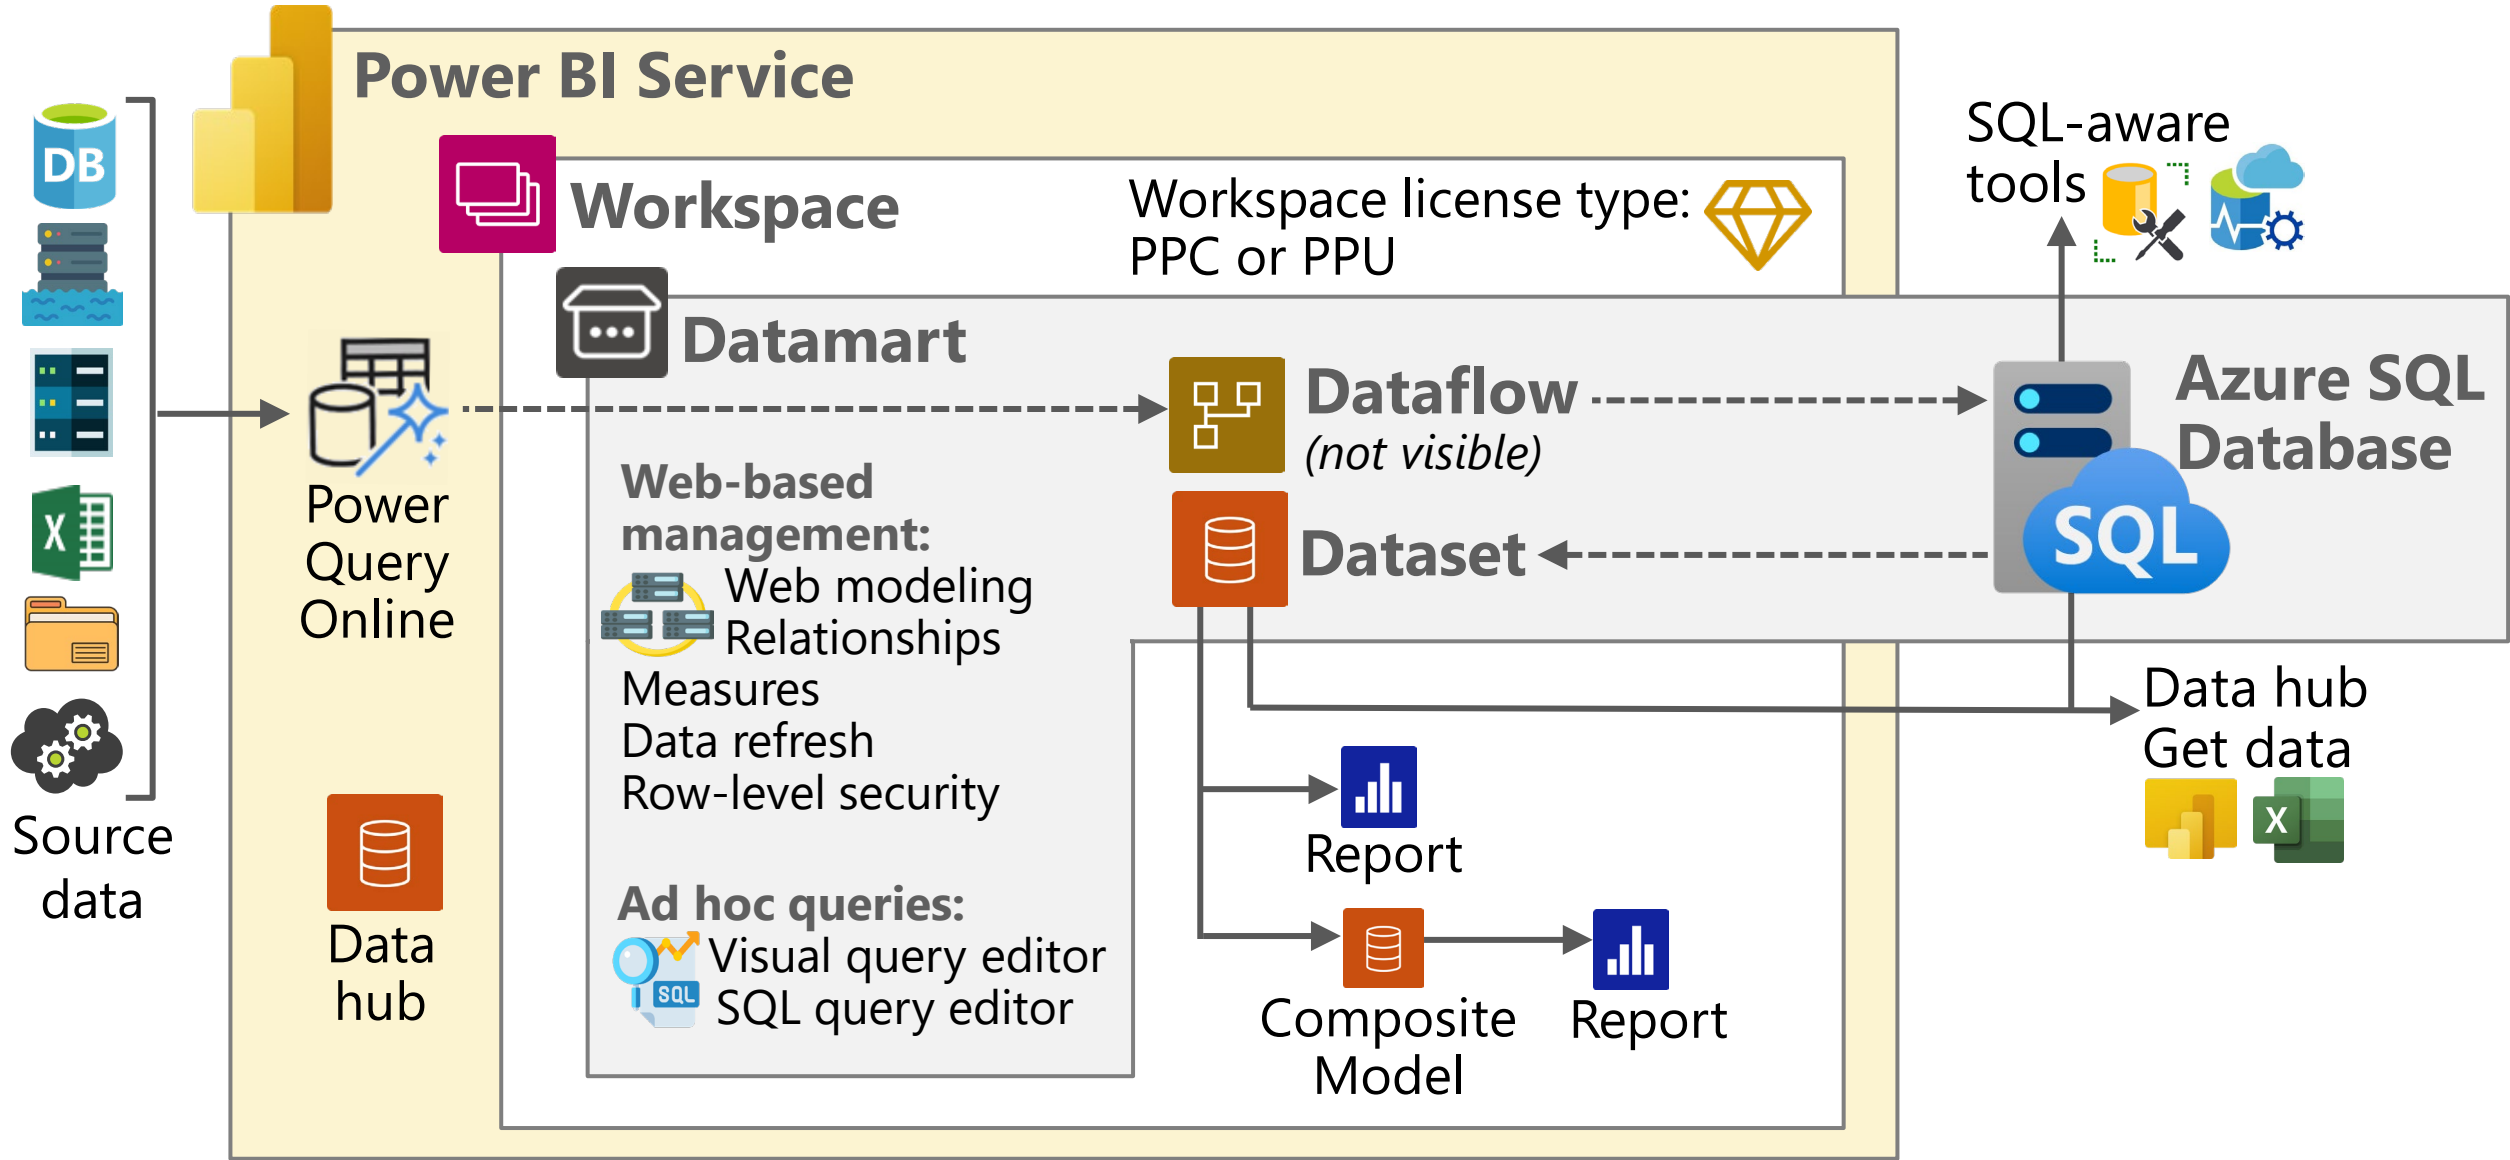 Power BI Service
DB
Source
data
Power
Query
Online
Data
hub
Workspace
Workspace license type:
PPC or PPU
Datamart
Dataflow
(not visible)
Dataset
Web-based
management:
Web modeling
Relationships
Measures
Data refresh
Row-level security
Ad hoc queries:
Visual query editor
SQL
SQL query editor
Report
Composite
Model
Report
SQL-aware
tools
Azure SQL
Database
SQL
Data hub
Get data
X
X